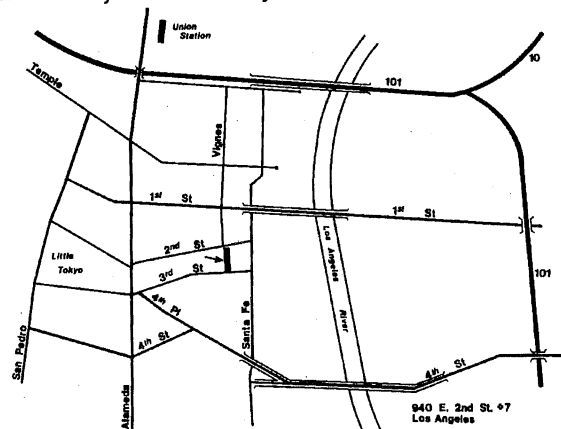 Union
Station
101
10
Temple
Vignes
1st St
1st St
2nd St
Los Angeles River
Little
Tokyo
3rd St
101
4th Pl
4th St
Santa Fe
San Pedro
4th St
Alameda
940 E. 2nd St. #7
Los Angeles